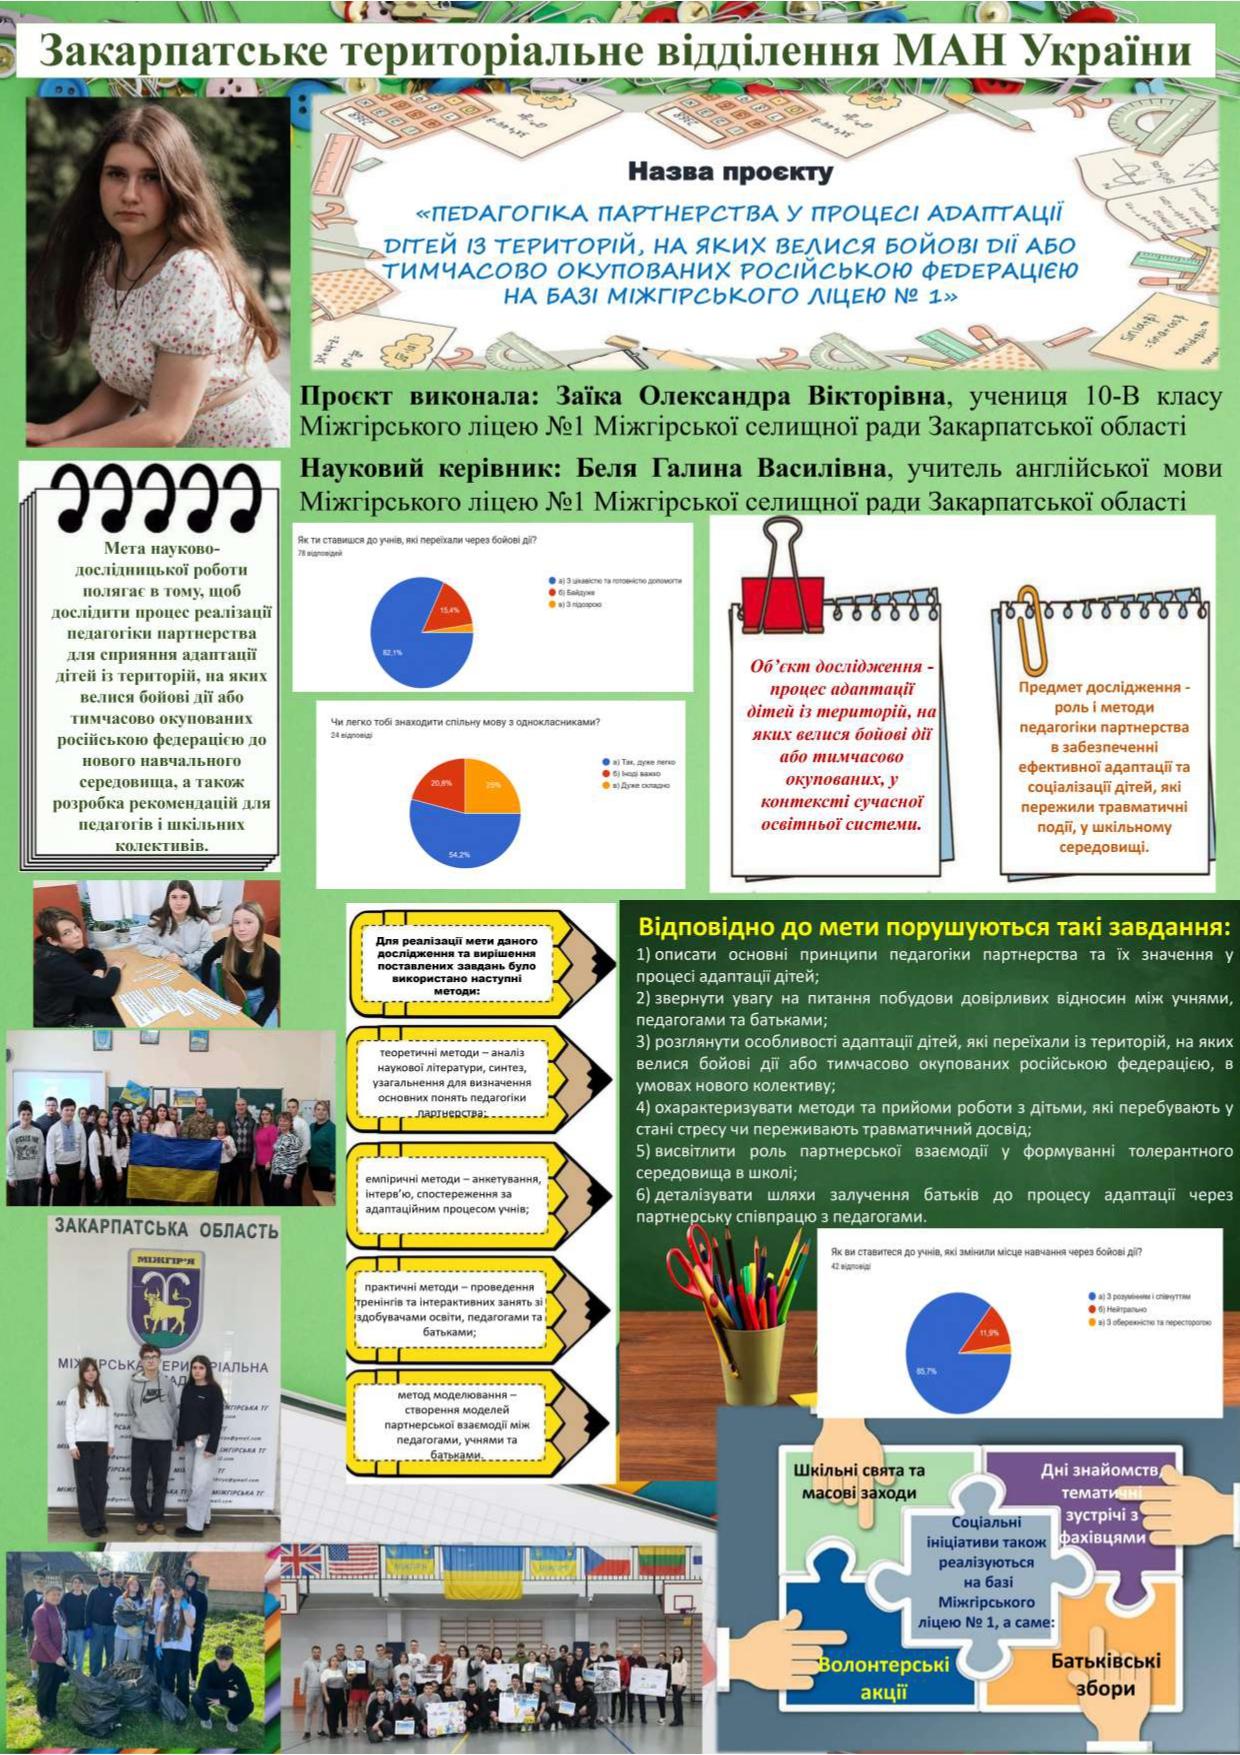 Закарпатське територіальне відділення МАН України
Назва проєкту
«ПЕДАГОГІКА ПАРТНЕРСТВА У ПРОЦЕСІ АДАПТАЦІЇ
ДІТЕЙ ІЗ ТЕРИТОРІЙ, НА ЯКИХ ВЕЛИСЯ БОЙОВІ ДІЇ АБО
ТИМЧАСОВО ОКУПОВАНИХ РОСІЙСЬКОЮ ФЕДЕРАЦІЄЮ
НА БАЗІ МІЖГІРСЬКОГО ЛІЦЕЮ № 1»
Проєкт виконала: Заїка Олександра Вікторівна, учениця 10-В класу
Міжгірського ліцею №1 Міжгірської селищної ради Закарпатської області
Науковий керівник: Беля Галина Василівна, учитель англійської мови
Міжгірського ліцею №1 Міжгірської селищної ради Закарпатської області
Мета науково-
дослідницької роботи
полягає в тому, щоб
дослідити процес реалізації
педагогіки партнерства
для сприяння адаптації
дітей із територій, на яких
велися бойові дії або
тимчасово окупованих
російською федерацією до
нового навчального
середовища, а також
розробка рекомендацій для
педагогів і шкільних
колективів.
Як ти ставишся до учнів, які переїхали через бойові дії?
78 відповідей
а) З цікавістю та готовністю допомогти
б) Байдуже
в) З підозрою
15,4%
82,1%
Чи легко тобі знаходити спільну мову з однокласниками?
24 відповіді
а) Так, дуже легко
б) Іноді важко
в) Дуже складно
20,8%
25%
54,2%
Об’єкт дослідження -
процес адаптації
дітей із територій, на
яких велися бойові дії
або тимчасово
окупованих, у
контексті сучасної
освітньої системи.
Предмет дослідження -
роль і методи
педагогіки партнерства
в забезпеченні
ефективної адаптації та
соціалізації дітей, які
пережили травматичні
події, у шкільному
середовищі.
Для реалізації мети даного
дослідження та вирішення
поставлених завдань було
використано наступні
методи:
теоретичні методи – аналіз
наукової літератури, синтез,
узагальнення для визначення
основних понять педагогіки
партнерства;
емпіричні методи – анкетування,
інтерв’ю, спостереження за
адаптаційним процесом учнів;
практичні методи – проведення
тренінгів та інтерактивних занять зі
здобувачами освіти, педагогами та
батьками;
метод моделювання –
створення моделей
партнерської взаємодії між
педагогами, учнями та
батьками.
Відповідно до мети порушуються такі завдання:
1) описати основні принципи педагогіки партнерства та їх значення у
процесі адаптації дітей;
2) звернути увагу на питання побудови довірливих відносин між учнями,
педагогами та батьками;
3) розглянути особливості адаптації дітей, які переїхали із територій, на яких
велися бойові дії або тимчасово окупованих російською федерацією, в
умовах нового колективу;
4) охарактеризувати методи та прийоми роботи з дітьми, які перебувають у
стані стресу чи переживають травматичний досвід;
5) висвітлити роль партнерської взаємодії у формуванні толерантного
середовища в школі;
6) деталізувати шляхи залучення батьків до процесу адаптації через
партнерську співпрацю з педагогами.
Як ви ставитеся до учнів, які змінили місце навчання через бойові дії?
42 відповіді
а) З розумінням і співчуттям
б) Нейтрально
в) З обережністю та пересторогою
11,9%
85,7%
ЗАКАРПАТСЬКА ОБЛАСТЬ
МІЖГІР'Я
МІЖГІРСЬКА ТГ
Шкільні свята та
масові заходи
Дні знайомств,
тематичні
зустрічі з
фахівцями
Соціальні
ініціативи також
реалізуються
на базі
Міжгірського
ліцею № 1, а саме:
Волонтерські
акції
Батьківські
збори